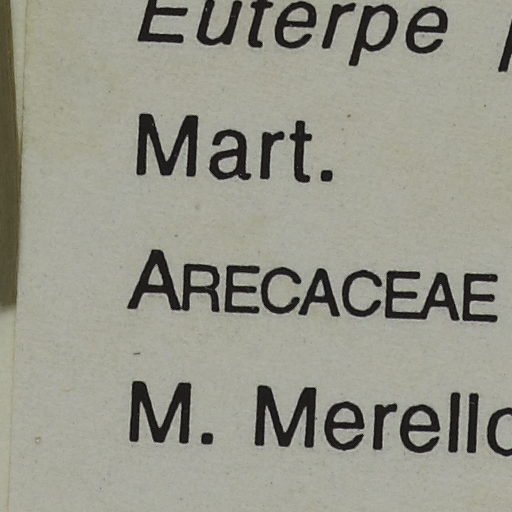 Euterpe
Mart.
ARECACEAE
M. Merello